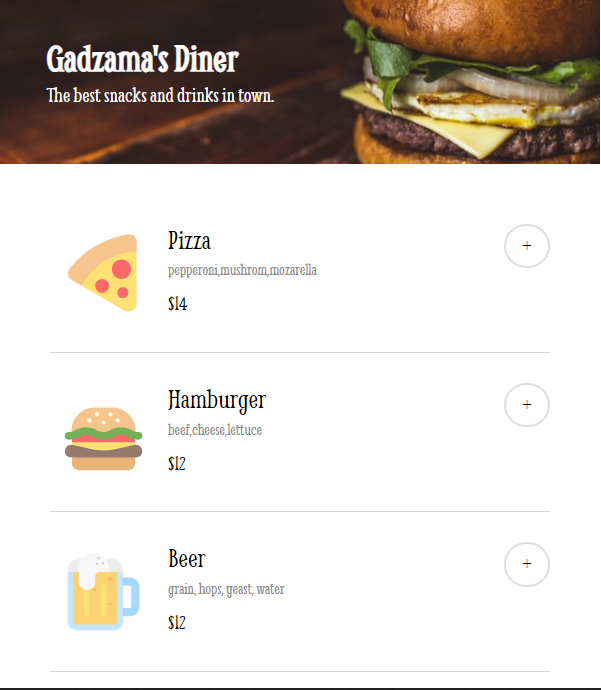 Gadzama's Diner
The best snacks and drinks in town.
Pizza
pepperoni,mushrom,mozarella
$14
+
Hamburger
beef,cheese,lettuce
$12
+
Beer
grain, hops, yeast, water
$12
+